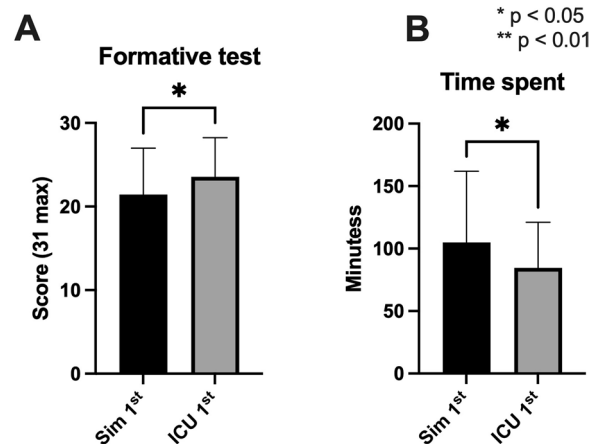 A
B
* p < 0.05
** p < 0.01
Formative test
Time spent
*
*
Score (31 max)
30
20
10
0
Sim 1st
ICU 1st
Minutess
200
150
100
50
0
Sim 1st
ICU 1st